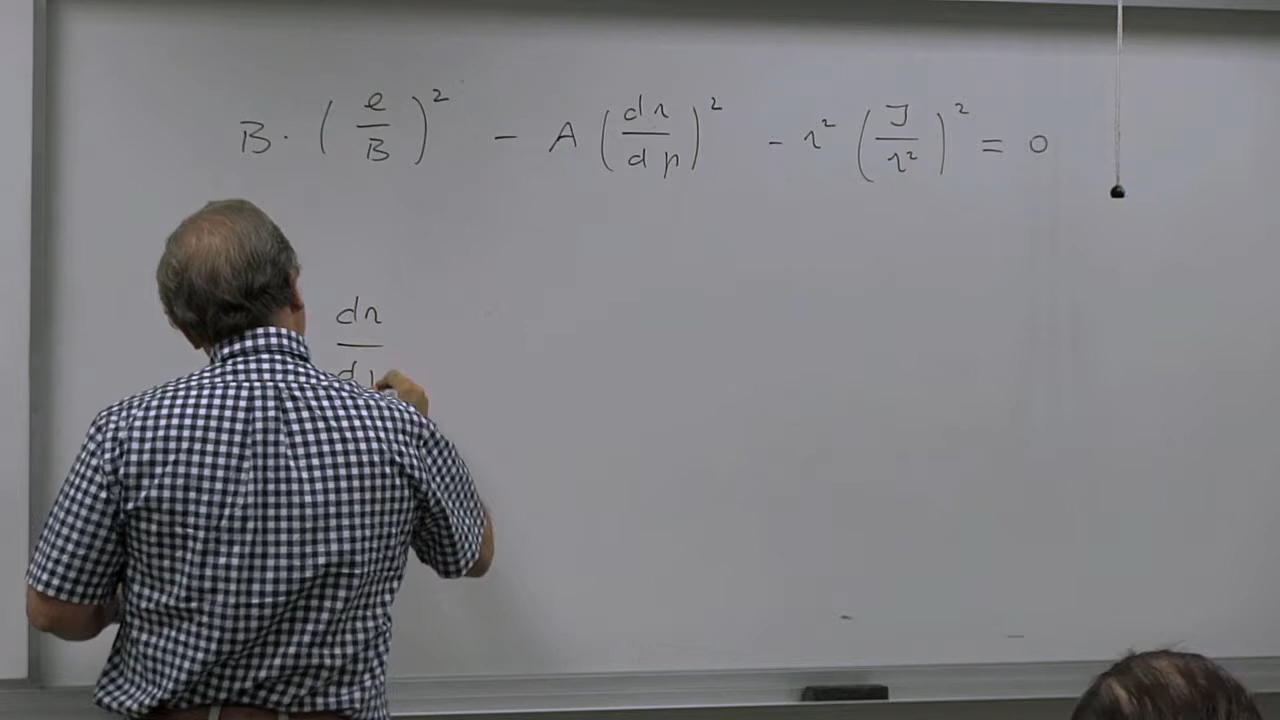 B · (e/B)² - A (dr/dp)² - r² (J/r²)² = 0
dr/d